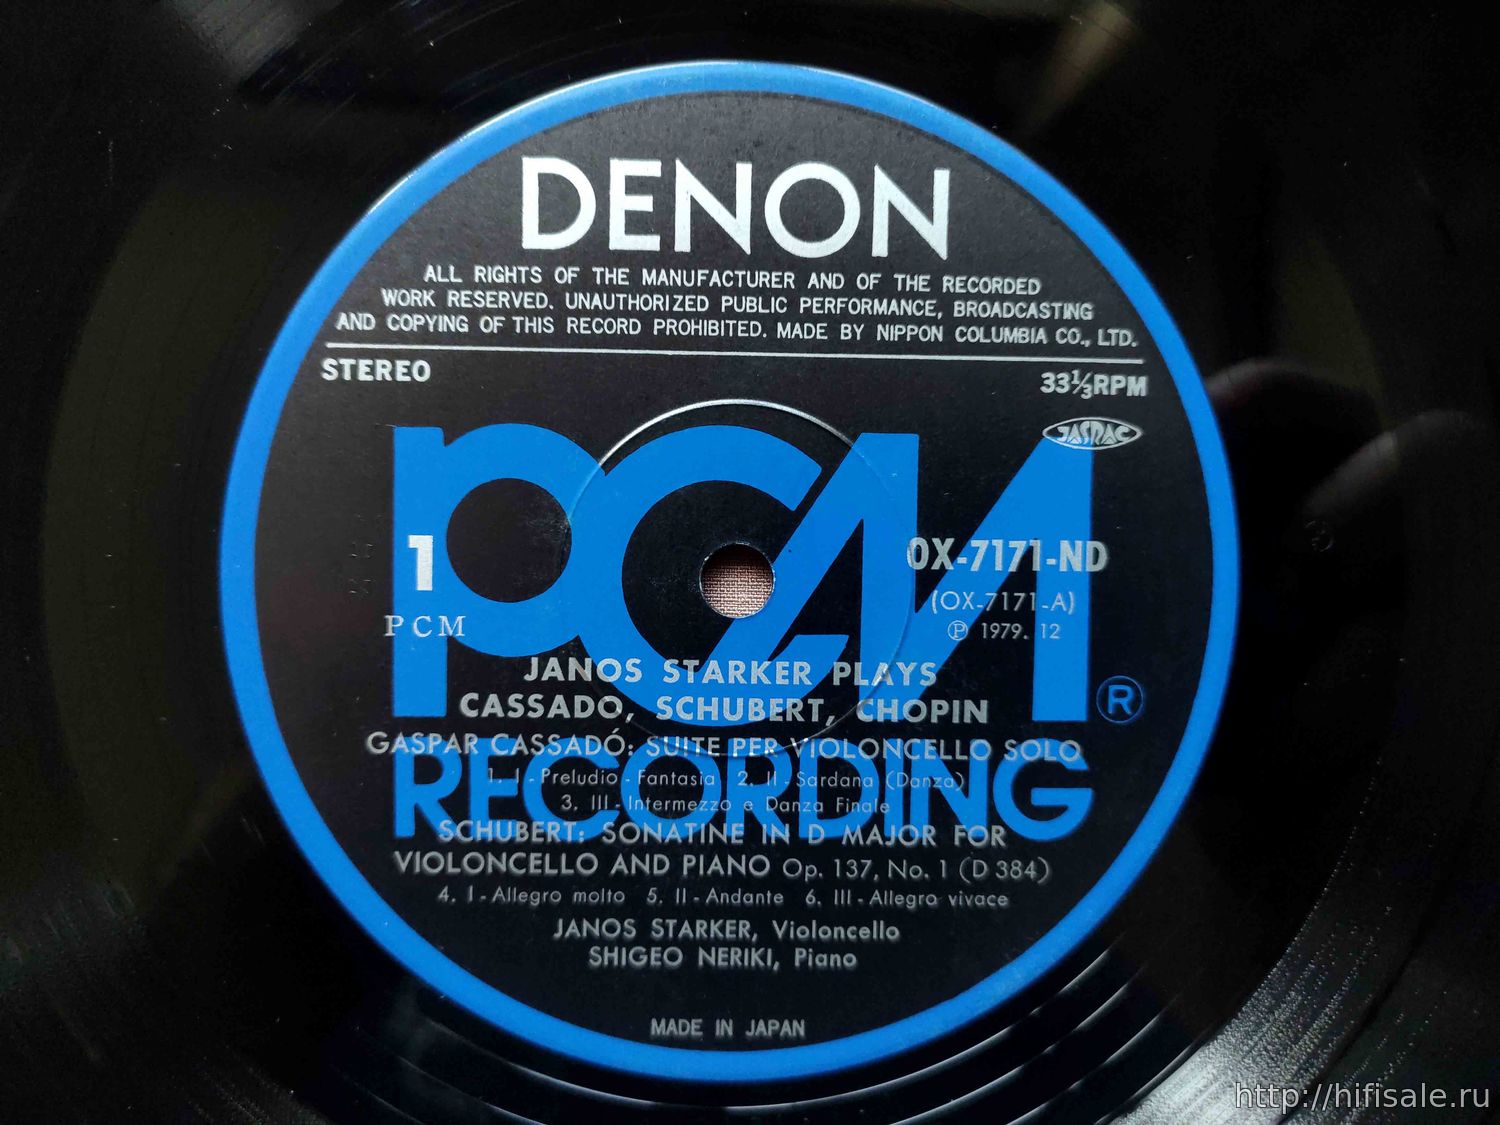 DENON
ALL RIGHTS OF THE MANUFACTURER AND OF THE RECORDED
WORK RESERVED. UNAUTHORIZED PUBLIC PERFORMANCE, BROADCASTING
AND COPYING OF THIS RECORD PROHIBITED. MADE BY NIPPON COLUMBIA CO., LTD.
STEREO
33⅓RPM
JASRAC
PCM
RECORDING
®
1
PCM
OX-7171-ND
(OX-7171-A)
℗ 1979. 12
JANOS STARKER PLAYS
CASSADO, SCHUBERT, CHOPIN
GASPAR CASSADÓ: SUITE PER VIOLONCELLO SOLO
1. I - Preludio - Fantasia 2. II - Sardana (Danza)
3. III - Intermezzo e Danza Finale
SCHUBERT: SONATINE IN D MAJOR FOR
VIOLONCELLO AND PIANO Op. 137, No. 1 (D 384)
4. I - Allegro molto 5. II - Andante 6. III - Allegro vivace
JANOS STARKER, Violoncello
SHIGEO NERIKI, Piano
MADE IN JAPAN
http://hifisale.ru